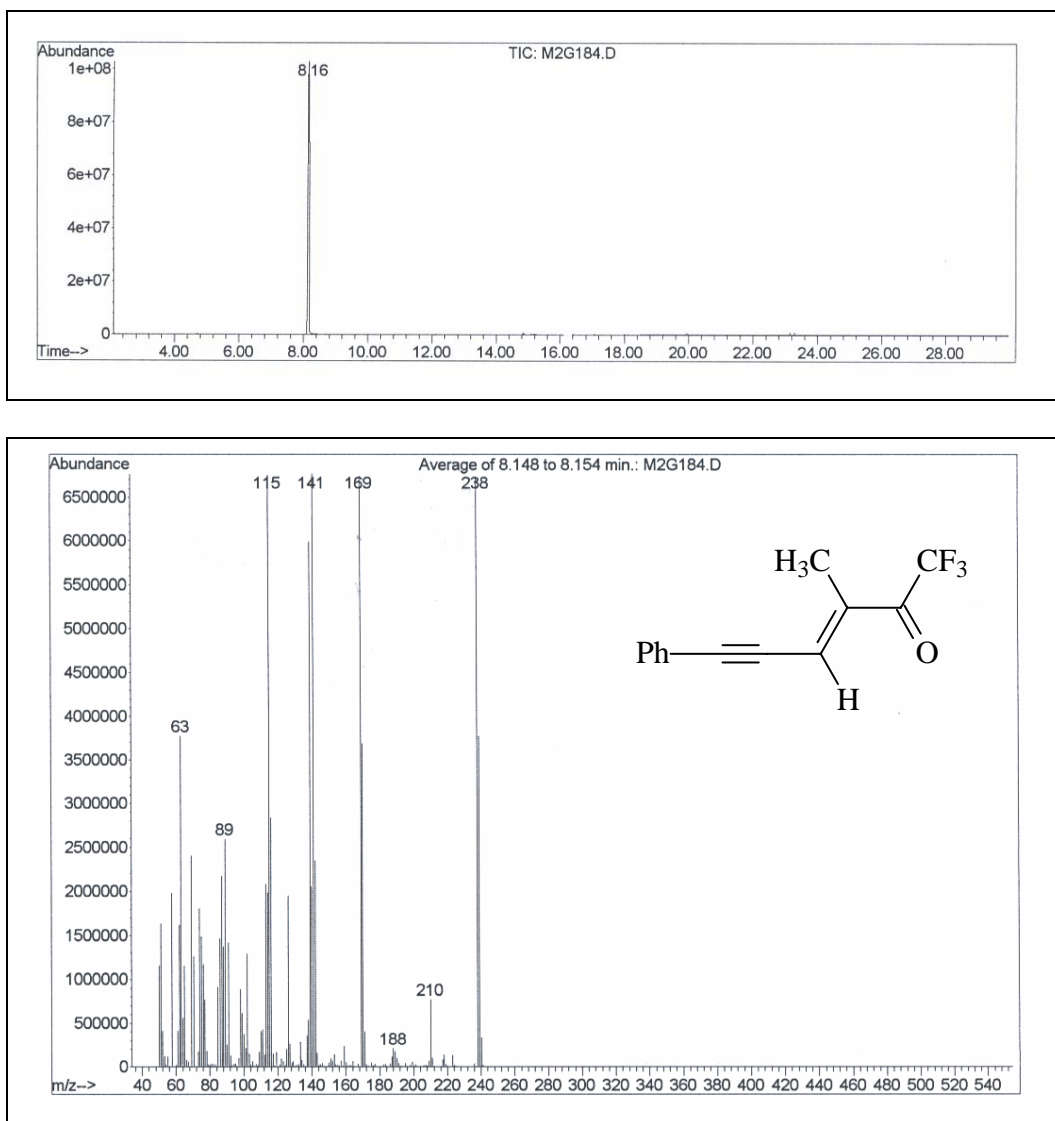 Abundance
TIC: M2G184.D
8.16
1e+08
8e+07
6e+07
4e+07
2e+07
0
Time-->
4.00 6.00 8.00 10.00 12.00 14.00 16.00 18.00 20.00 22.00 24.00 26.00 28.00
Abundance
Average of 8.148 to 8.154 min.: M2G184.D
115 141 169 238
6500000
6000000
5500000
5000000
4500000
4000000
63
3500000
3000000
89
2500000
2000000
1500000
1000000
210
500000
188
0
m/z-->
40 60 80 100 120 140 160 180 200 220 240 260 280 300 320 340 360 380 400 420 440 460 480 500 520 540
H3C CF3
Ph O
H